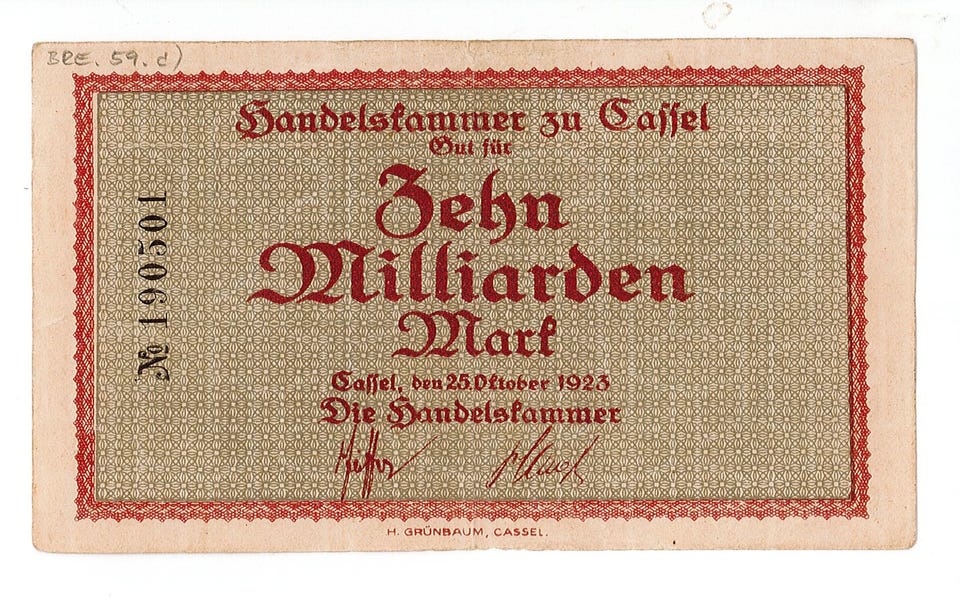 BRE. 59. d)
Handelskammer zu Cassel
Gut für
Zehn
Milliarden
Mark
Cassel, den 25. Oktober 1923
Die Handelskammer
H. GRÜNBAUM, CASSEL.
№ 190501